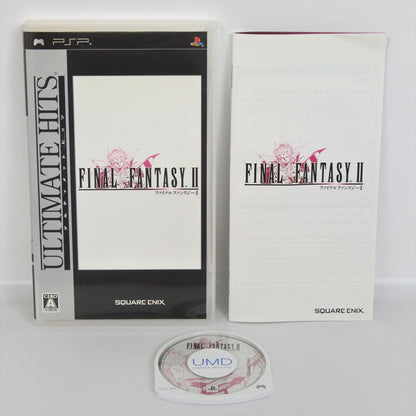 PSP
ULTIMATE HITS
アルティメットヒッツ
FINAL FANTASY II
ファイナルファンタジーII
CERO
A
SQUARE ENIX
FINAL FANTASY II
ファイナルファンタジーII
SQUARE ENIX
FINAL FANTASY II
UMD